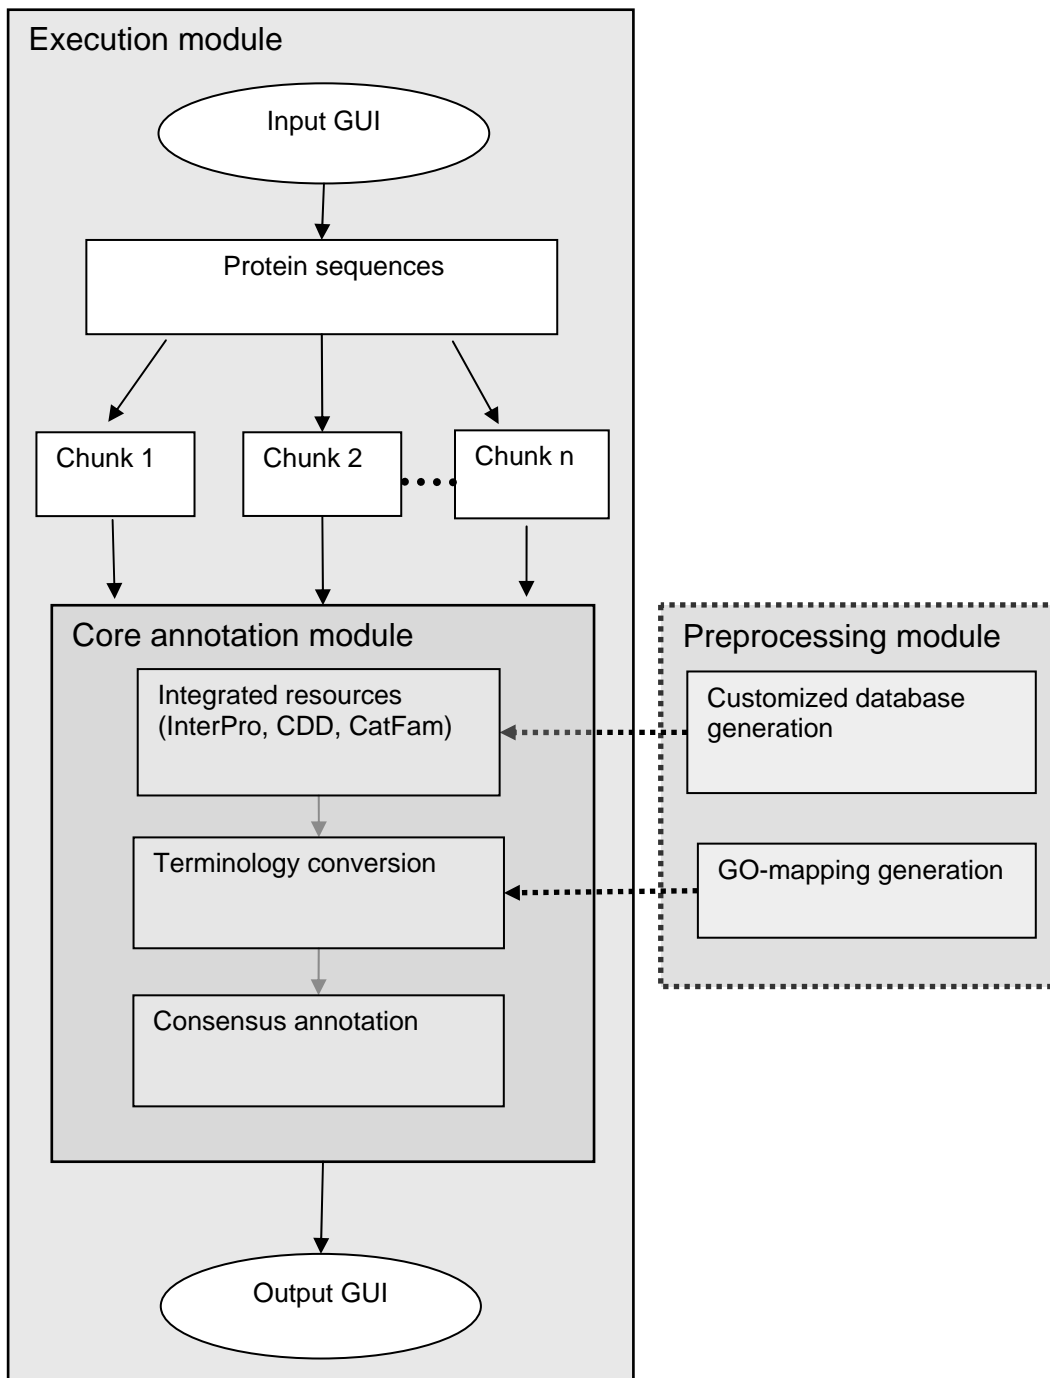 Execution module
Input GUI
Protein sequences
Chunk 1
Chunk 2
Chunk n
Core annotation module
Integrated resources
(InterPro, CDD, CatFam)
Terminology conversion
Consensus annotation
Preprocessing module
Customized database
generation
GO-mapping generation
Output GUI